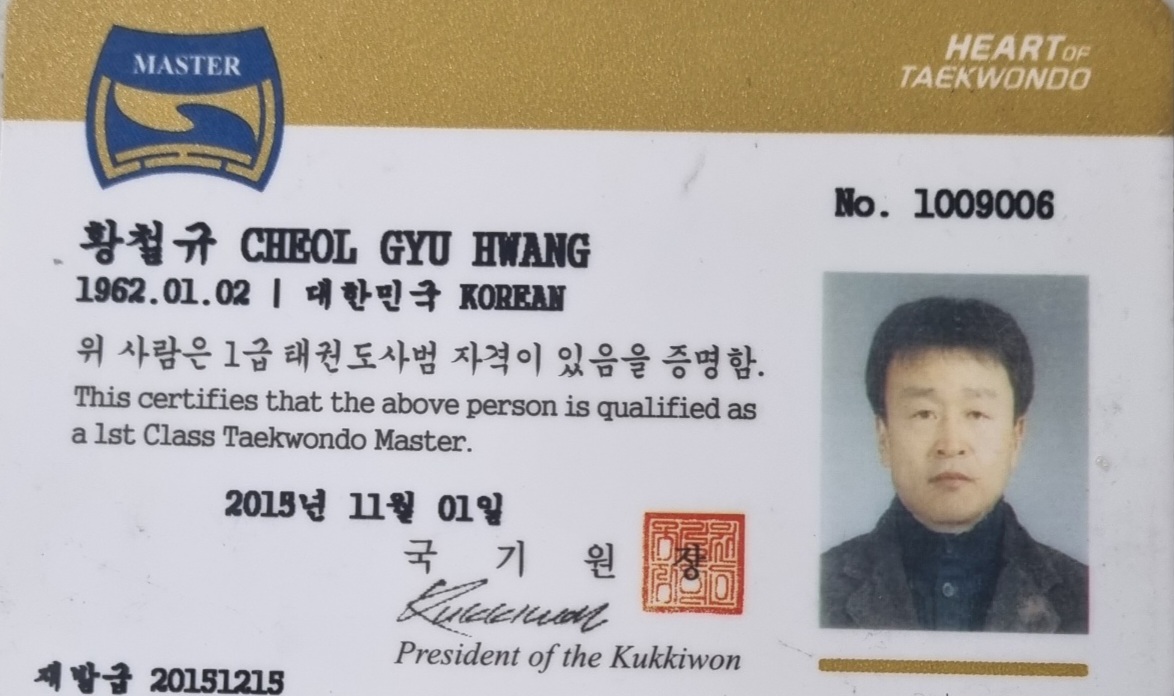 MASTER
HEART OF
TAEKWONDO
No. 1009006
황철규 CHEOL GYU HWANG
1962.01.02 | 대한민국 KOREAN
위 사람은 1급 태권도사범 자격이 있음을 증명함.
This certifies that the above person is qualified as
a 1st Class Taekwondo Master.
2015년 11월 01일
국 기 원 장
Kukkiwon
President of the Kukkiwon
재발급 20151215